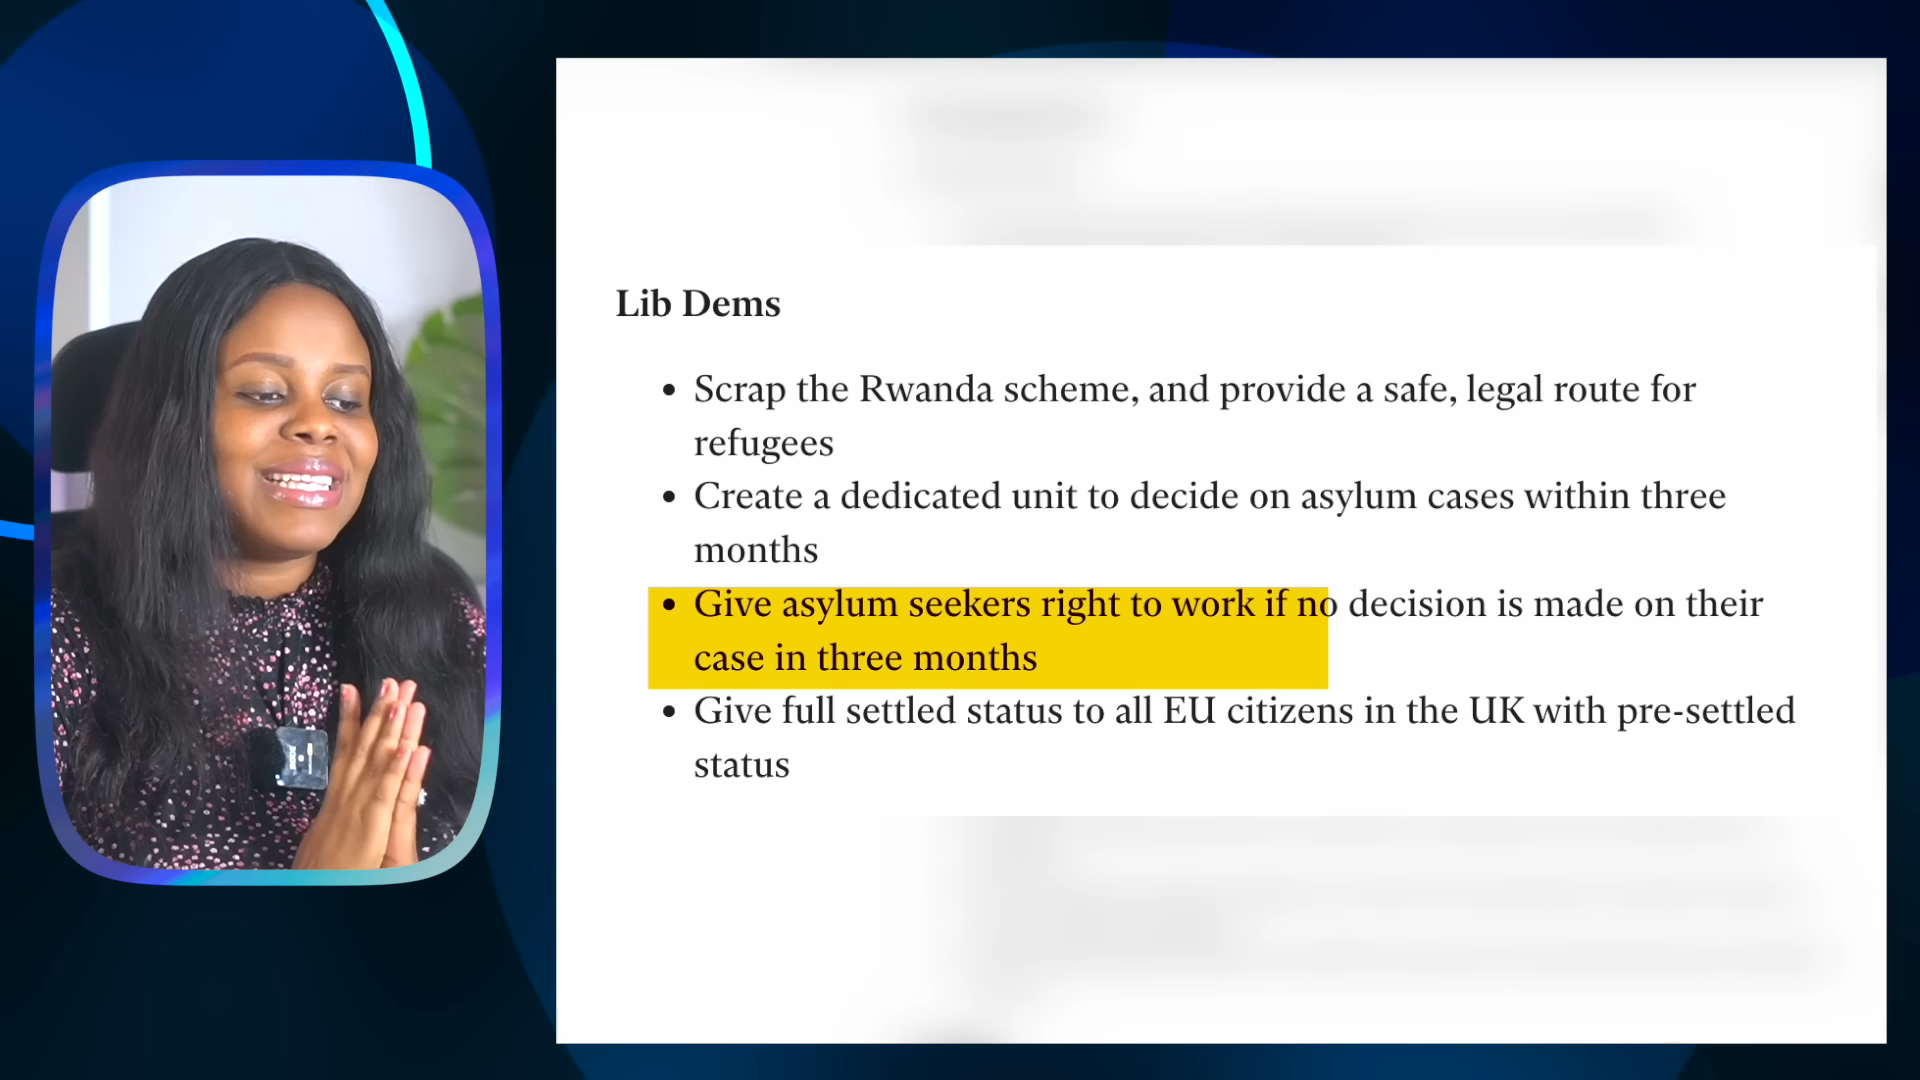 Lib Dems
• Scrap the Rwanda scheme, and provide a safe, legal route for
refugees
• Create a dedicated unit to decide on asylum cases within three
months
• Give asylum seekers right to work if no decision is made on their
case in three months
• Give full settled status to all EU citizens in the UK with pre-settled
status